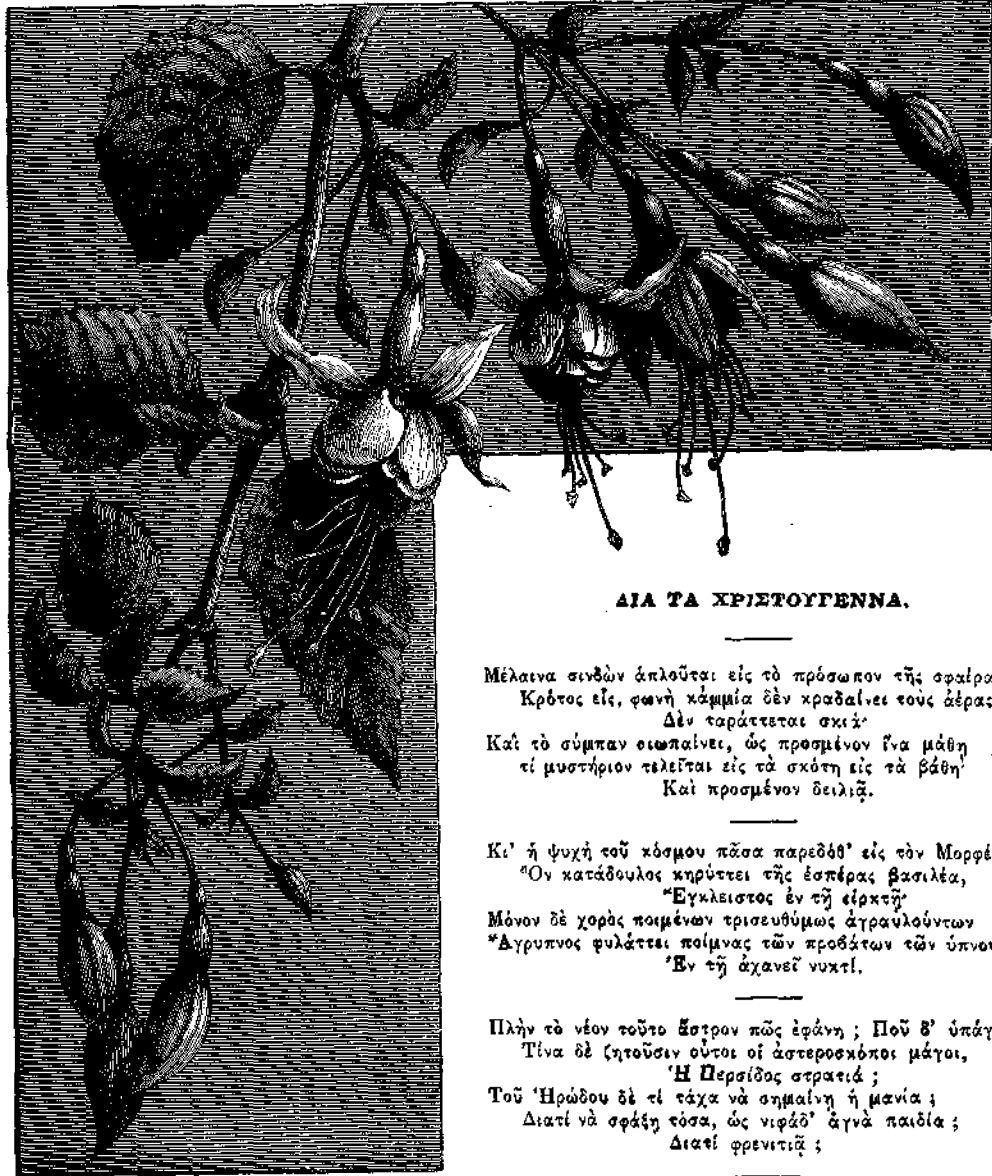 ΔΙΑ ΤΑ ΧΡΙΣΤΟΥΓΕΝΝΑ.
Μέλαινα σινδὼν ἁπλοῦται εἰς τὸ πρόσωπον τῆς σφαίρα
Κρότος εἷς, φωνὴ κἀμμία δὲν κραδαίνει τοὺς ἀέρας
Δὲν ταράττεται σκιά·
Καὶ τὸ σύμπαν σιωπαίνει, ὡς προσμένον ἵνα μάθη
τί μυστήριον τελεῖται εἰς τὰ σκότη εἰς τὰ βάθη·
Καὶ προσμένον δειλιᾷ.
Κι' ἡ ψυχὴ τοῦ κόσμου πᾶσα παρεδόθ' εἰς τὸν Μορφέ
Ὃν κατάδουλος κηρύττει τῆς ἑσπέρας βασιλέα,
Ἔγκλειστος ἐν τῇ εἱρκτῇ·
Μόνον δὲ χορὸς ποιμένων τρισευθύμως ἀγραυλούντων
Ἄγρυπνος φυλάττει ποίμνας τῶν προβάτων τῶν ὑπνου
Ἐν τῇ ἀχανεῖ νυκτί.
Πλὴν τὸ νέον τοῦτο ἄστρον πῶς ἐφάνη ; Ποῦ δ' ὑπάγ
Τίνα δὲ ζητοῦσιν οὗτοι οἱ ἀστεροσκόποι μάγοι,
Ἡ Περσίδος στρατιά ;
Τοῦ Ἡρώδου δὲ τί τάχα νὰ σημαίνῃ ἡ μανία ;
Διατί νὰ σφάξῃ τόσα, ὡς νιφάδ' ἁγνὰ παιδία ;
Διατί φρενιτιᾷ ;